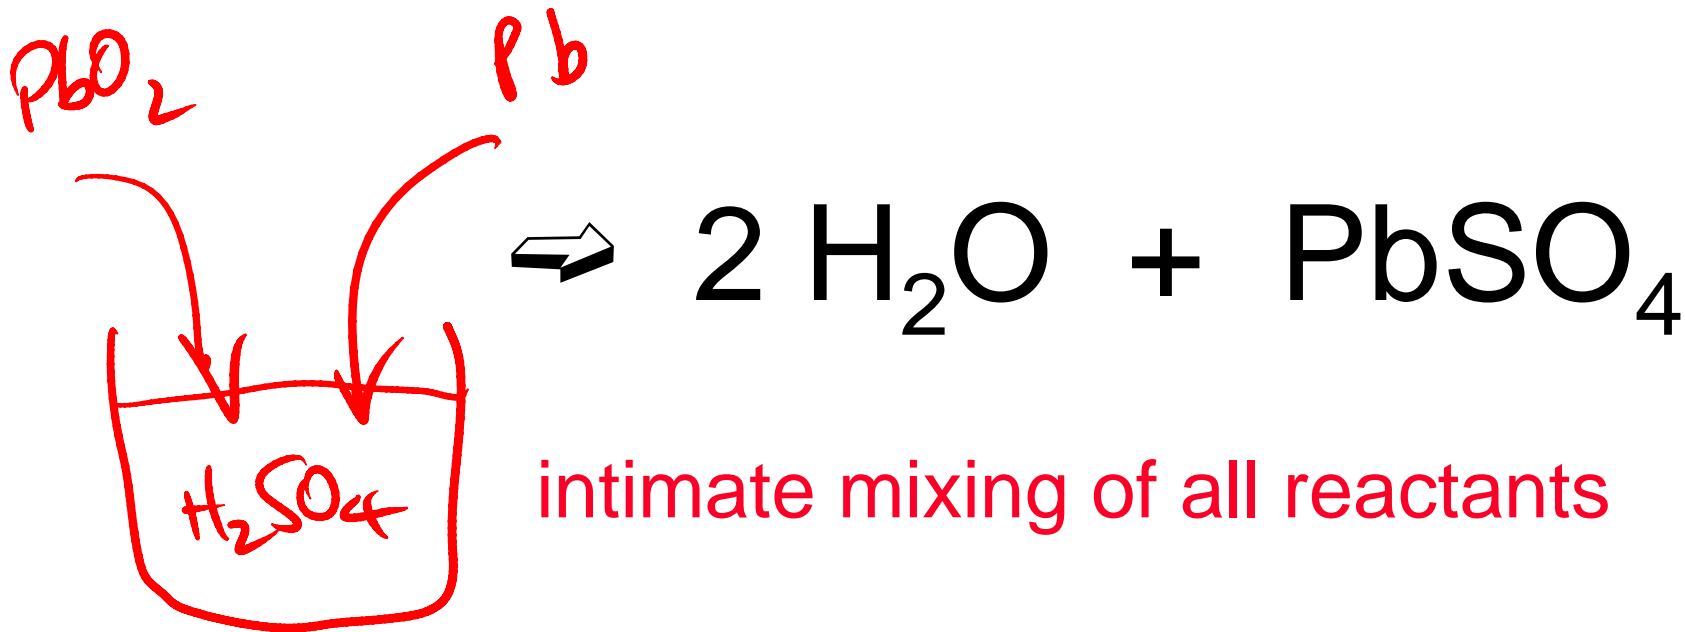 PbO₂
Pb
⇨ 2 H₂O + PbSO₄
H₂SO₄
intimate mixing of all reactants